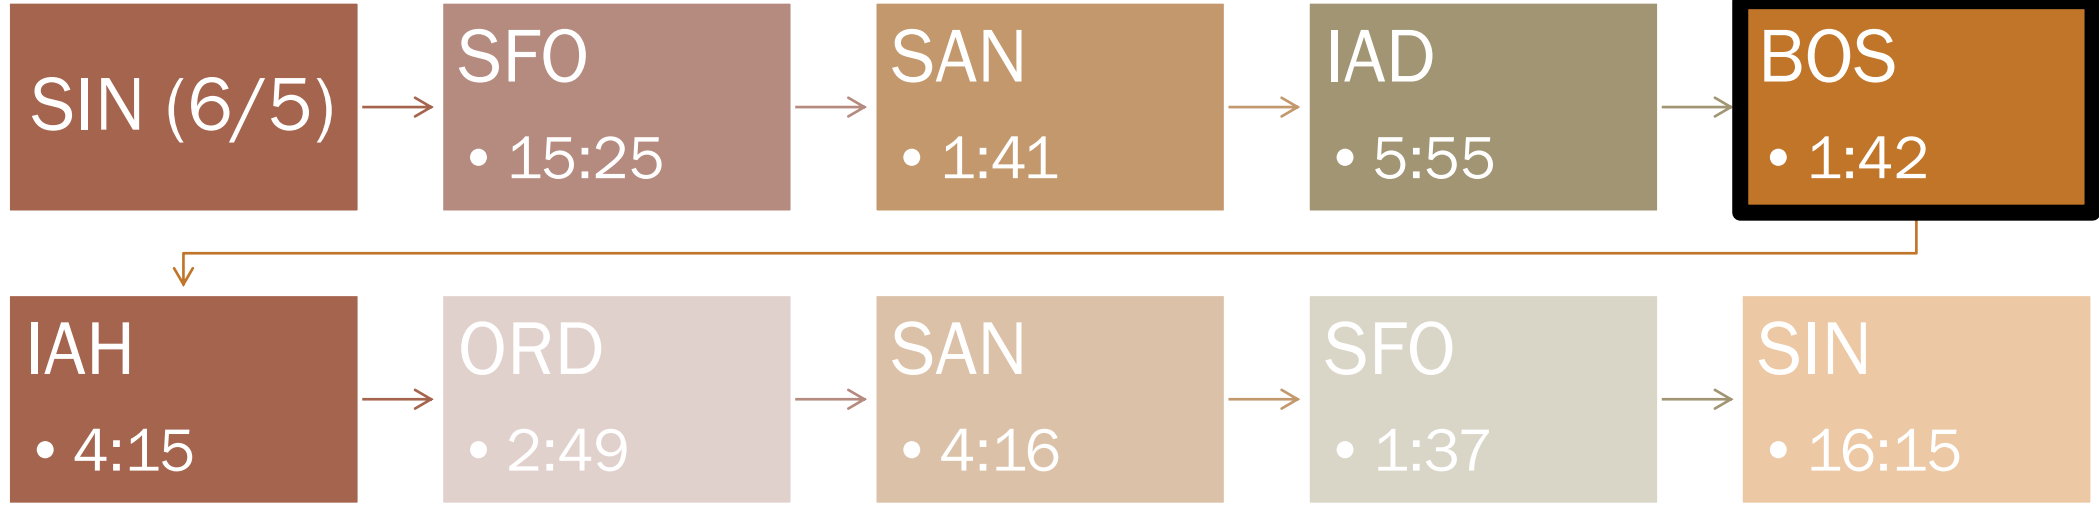 SIN (6/5)
SFO
• 15:25
SAN
• 1:41
IAD
• 5:55
BOS
• 1:42
IAH
• 4:15
ORD
• 2:49
SAN
• 4:16
SFO
• 1:37
SIN
• 16:15